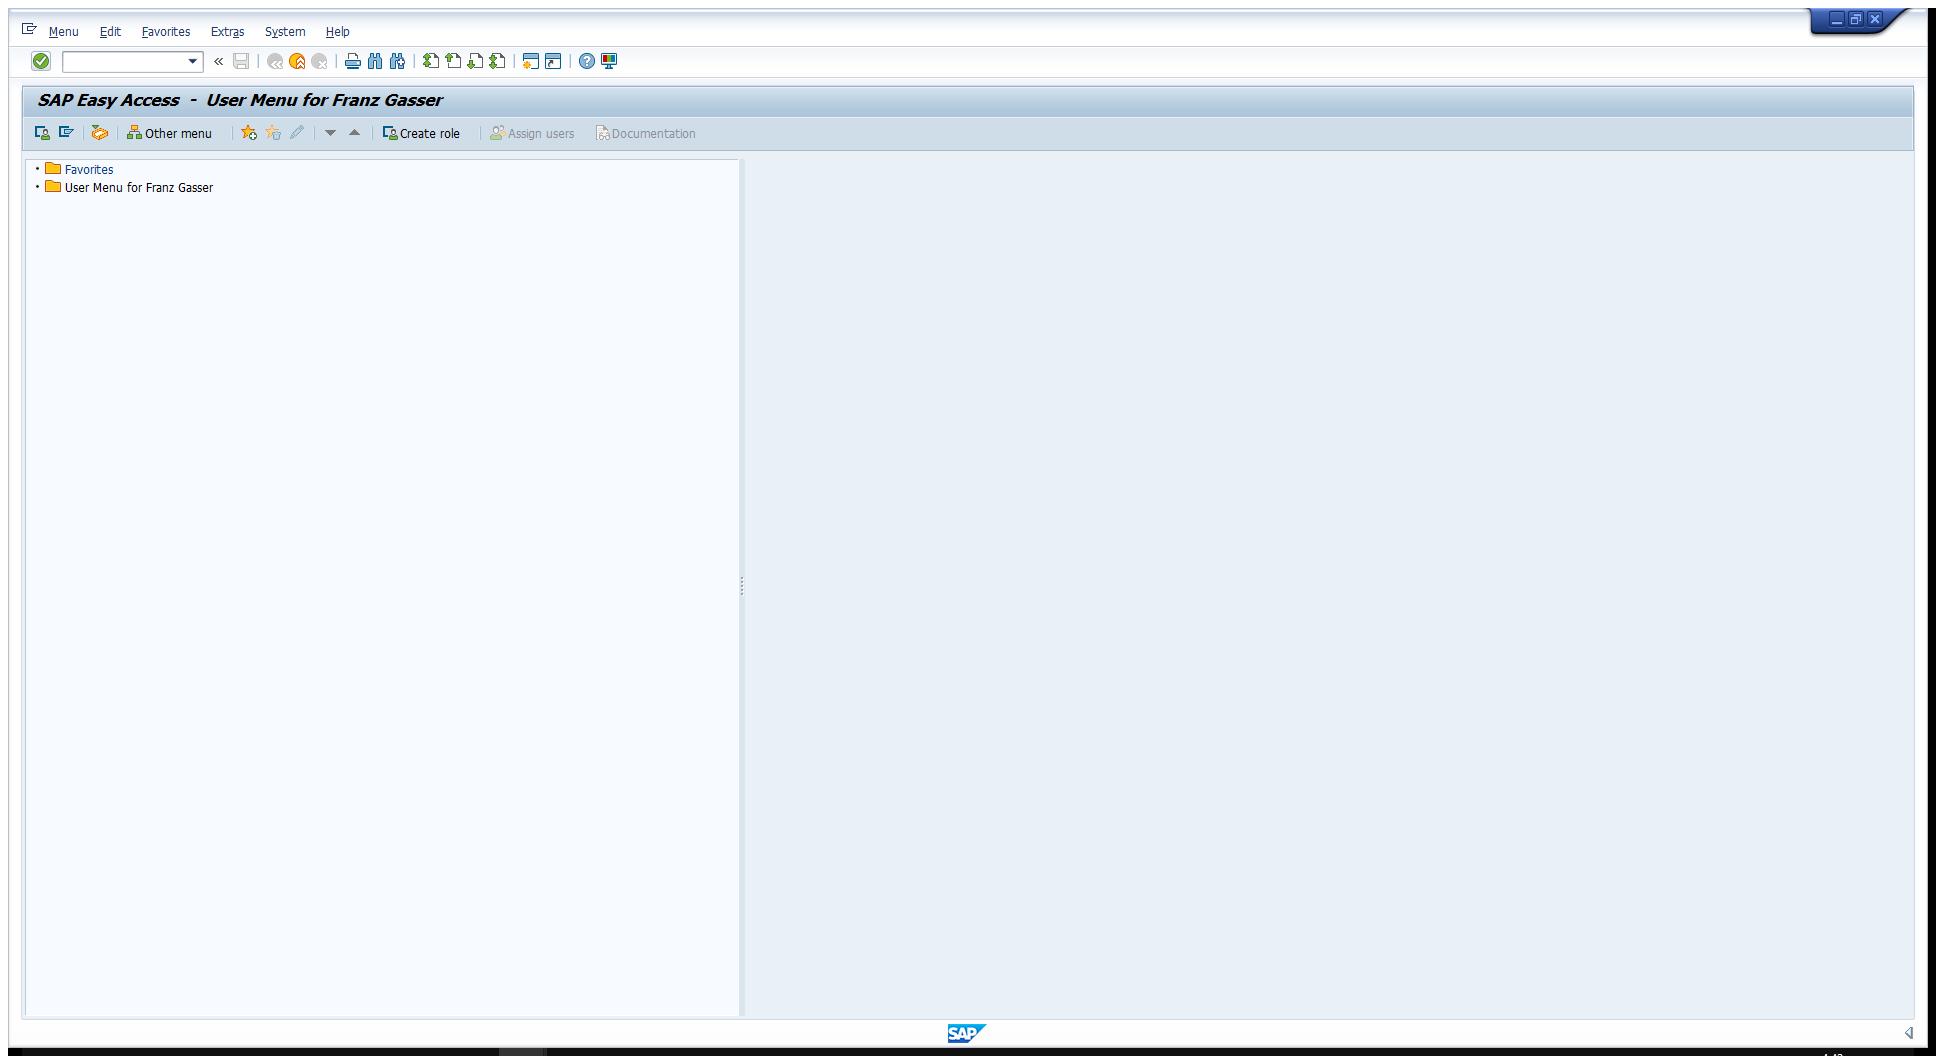 Menu Edit Favorites Extras System Help
SAP Easy Access - User Menu for Franz Gasser
Other menu Create role Assign users Documentation
Favorites
User Menu for Franz Gasser
SAP